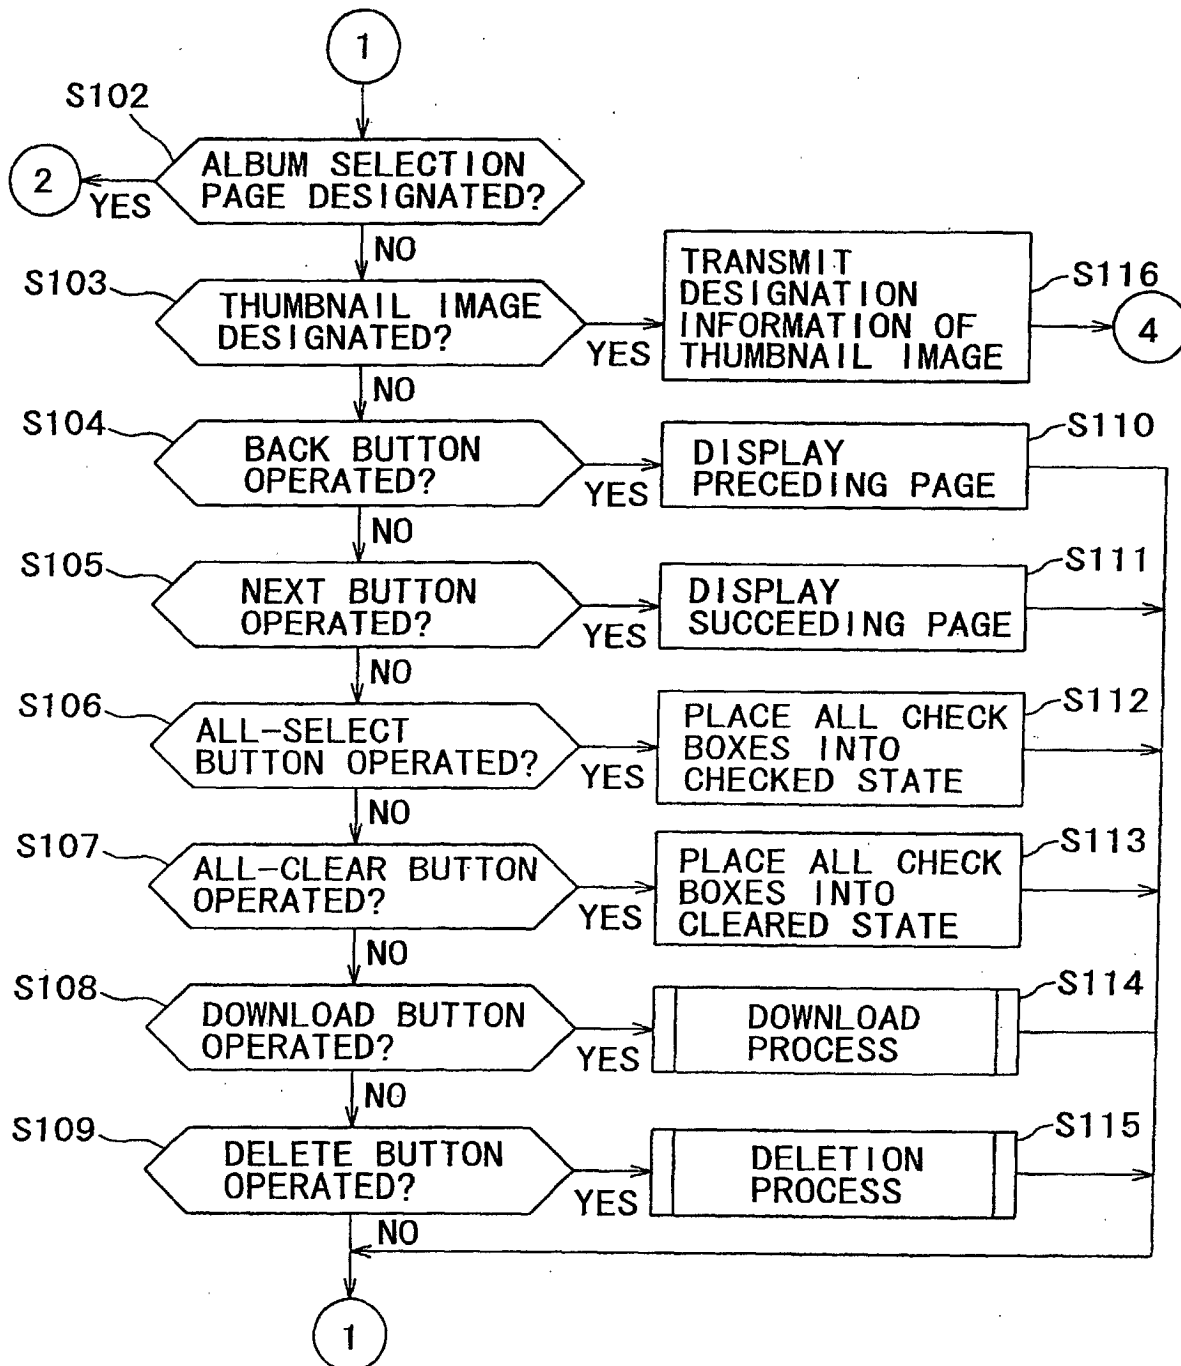 1
S102
ALBUM SELECTION
PAGE DESIGNATED?
2
YES
NO
S103
THUMBNAIL IMAGE
DESIGNATED?
YES
TRANSMIT
DESIGNATION
INFORMATION OF
THUMBNAIL IMAGE
S116
4
NO
S104
BACK BUTTON
OPERATED?
YES
DISPLAY
PRECEDING PAGE
S110
NO
S105
NEXT BUTTON
OPERATED?
YES
DISPLAY
SUCCEEDING PAGE
S111
NO
S106
ALL-SELECT
BUTTON OPERATED?
YES
PLACE ALL CHECK
BOXES INTO
CHECKED STATE
S112
NO
S107
ALL-CLEAR BUTTON
OPERATED?
YES
PLACE ALL CHECK
BOXES INTO
CLEARED STATE
S113
NO
S108
DOWNLOAD BUTTON
OPERATED?
YES
DOWNLOAD
PROCESS
S114
NO
S109
DELETE BUTTON
OPERATED?
YES
DELETION
PROCESS
S115
NO
1